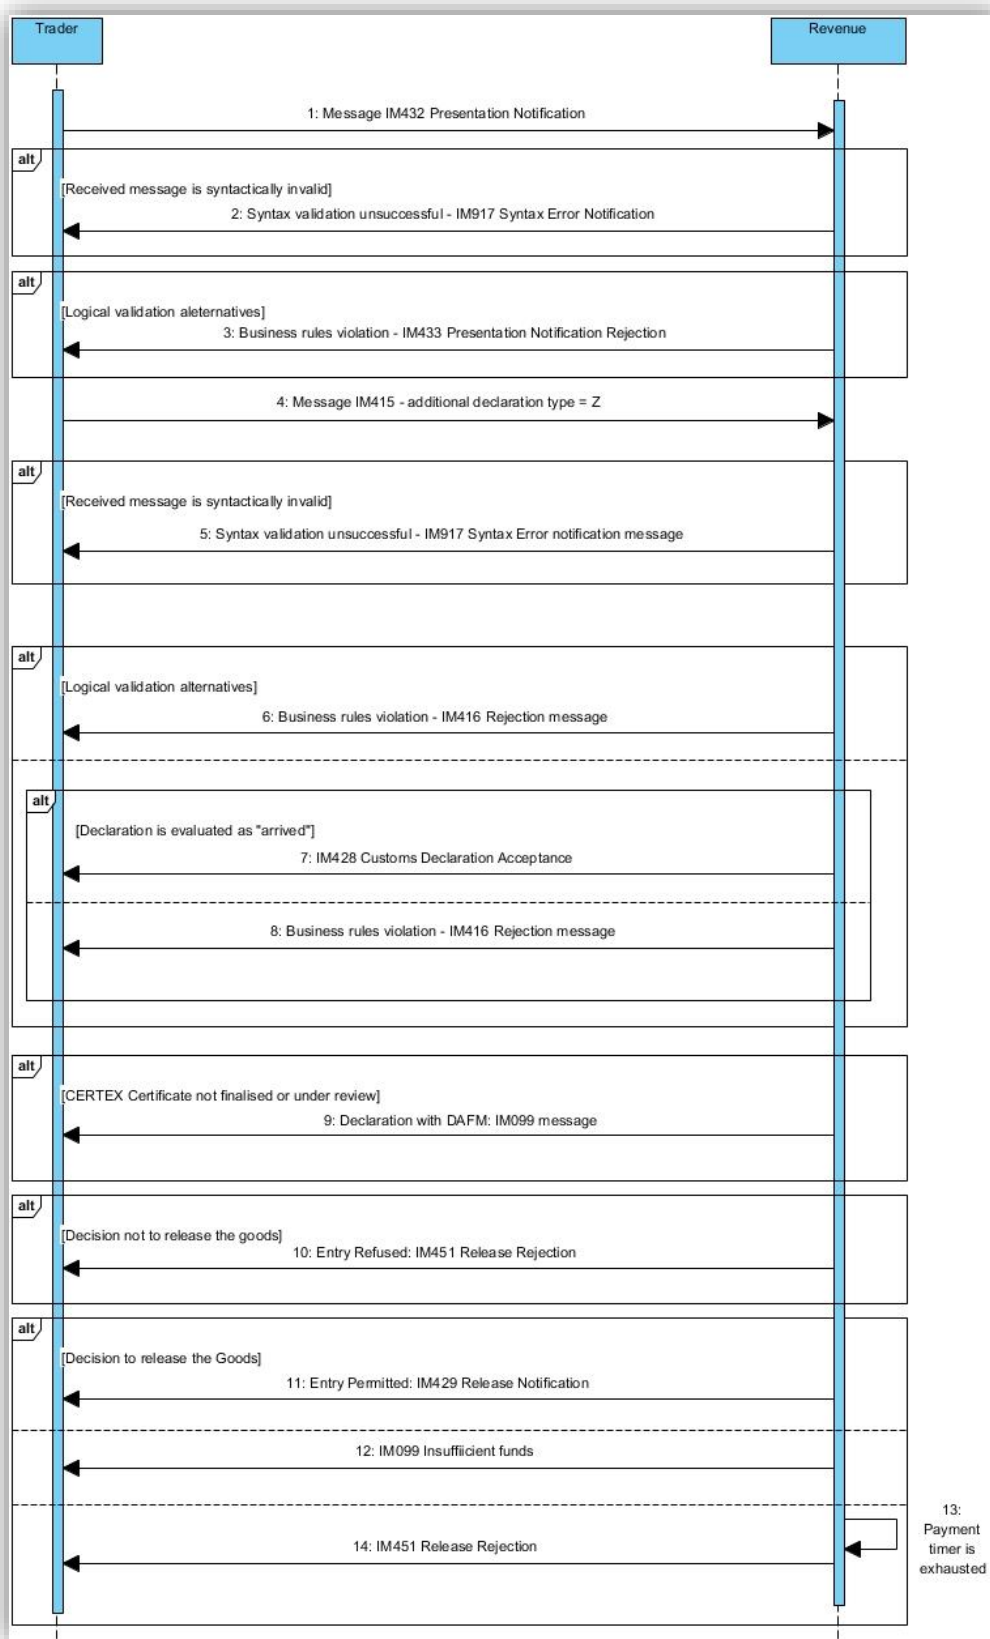 Trader
Revenue
1: Message IM432 Presentation Notification
alt
[Received message is syntactically invalid]
2: Syntax validation unsuccessful - IM917 Syntax Error Notification
alt
[Logical validation aleternatives]
3: Business rules violation - IM433 Presentation Notification Rejection
4: Message IM415 - additional declaration type = Z
alt
[Received message is syntactically invalid]
5: Syntax validation unsuccessful - IM917 Syntax Error notification message
alt
[Logical validation alternatives]
6: Business rules violation - IM416 Rejection message
alt
[Declaration is evaluated as "arrived"]
7: IM428 Customs Declaration Acceptance
8: Business rules violation - IM416 Rejection message
alt
[CERTEX Certificate not finalised or under review]
9: Declaration with DAFM: IM099 message
alt
[Decision not to release the goods]
10: Entry Refused: IM451 Release Rejection
alt
[Decision to release the Goods]
11: Entry Permitted: IM429 Release Notification
12: IM099 Insuffiicient funds
13:
Payment
timer is
exhausted
14: IM451 Release Rejection